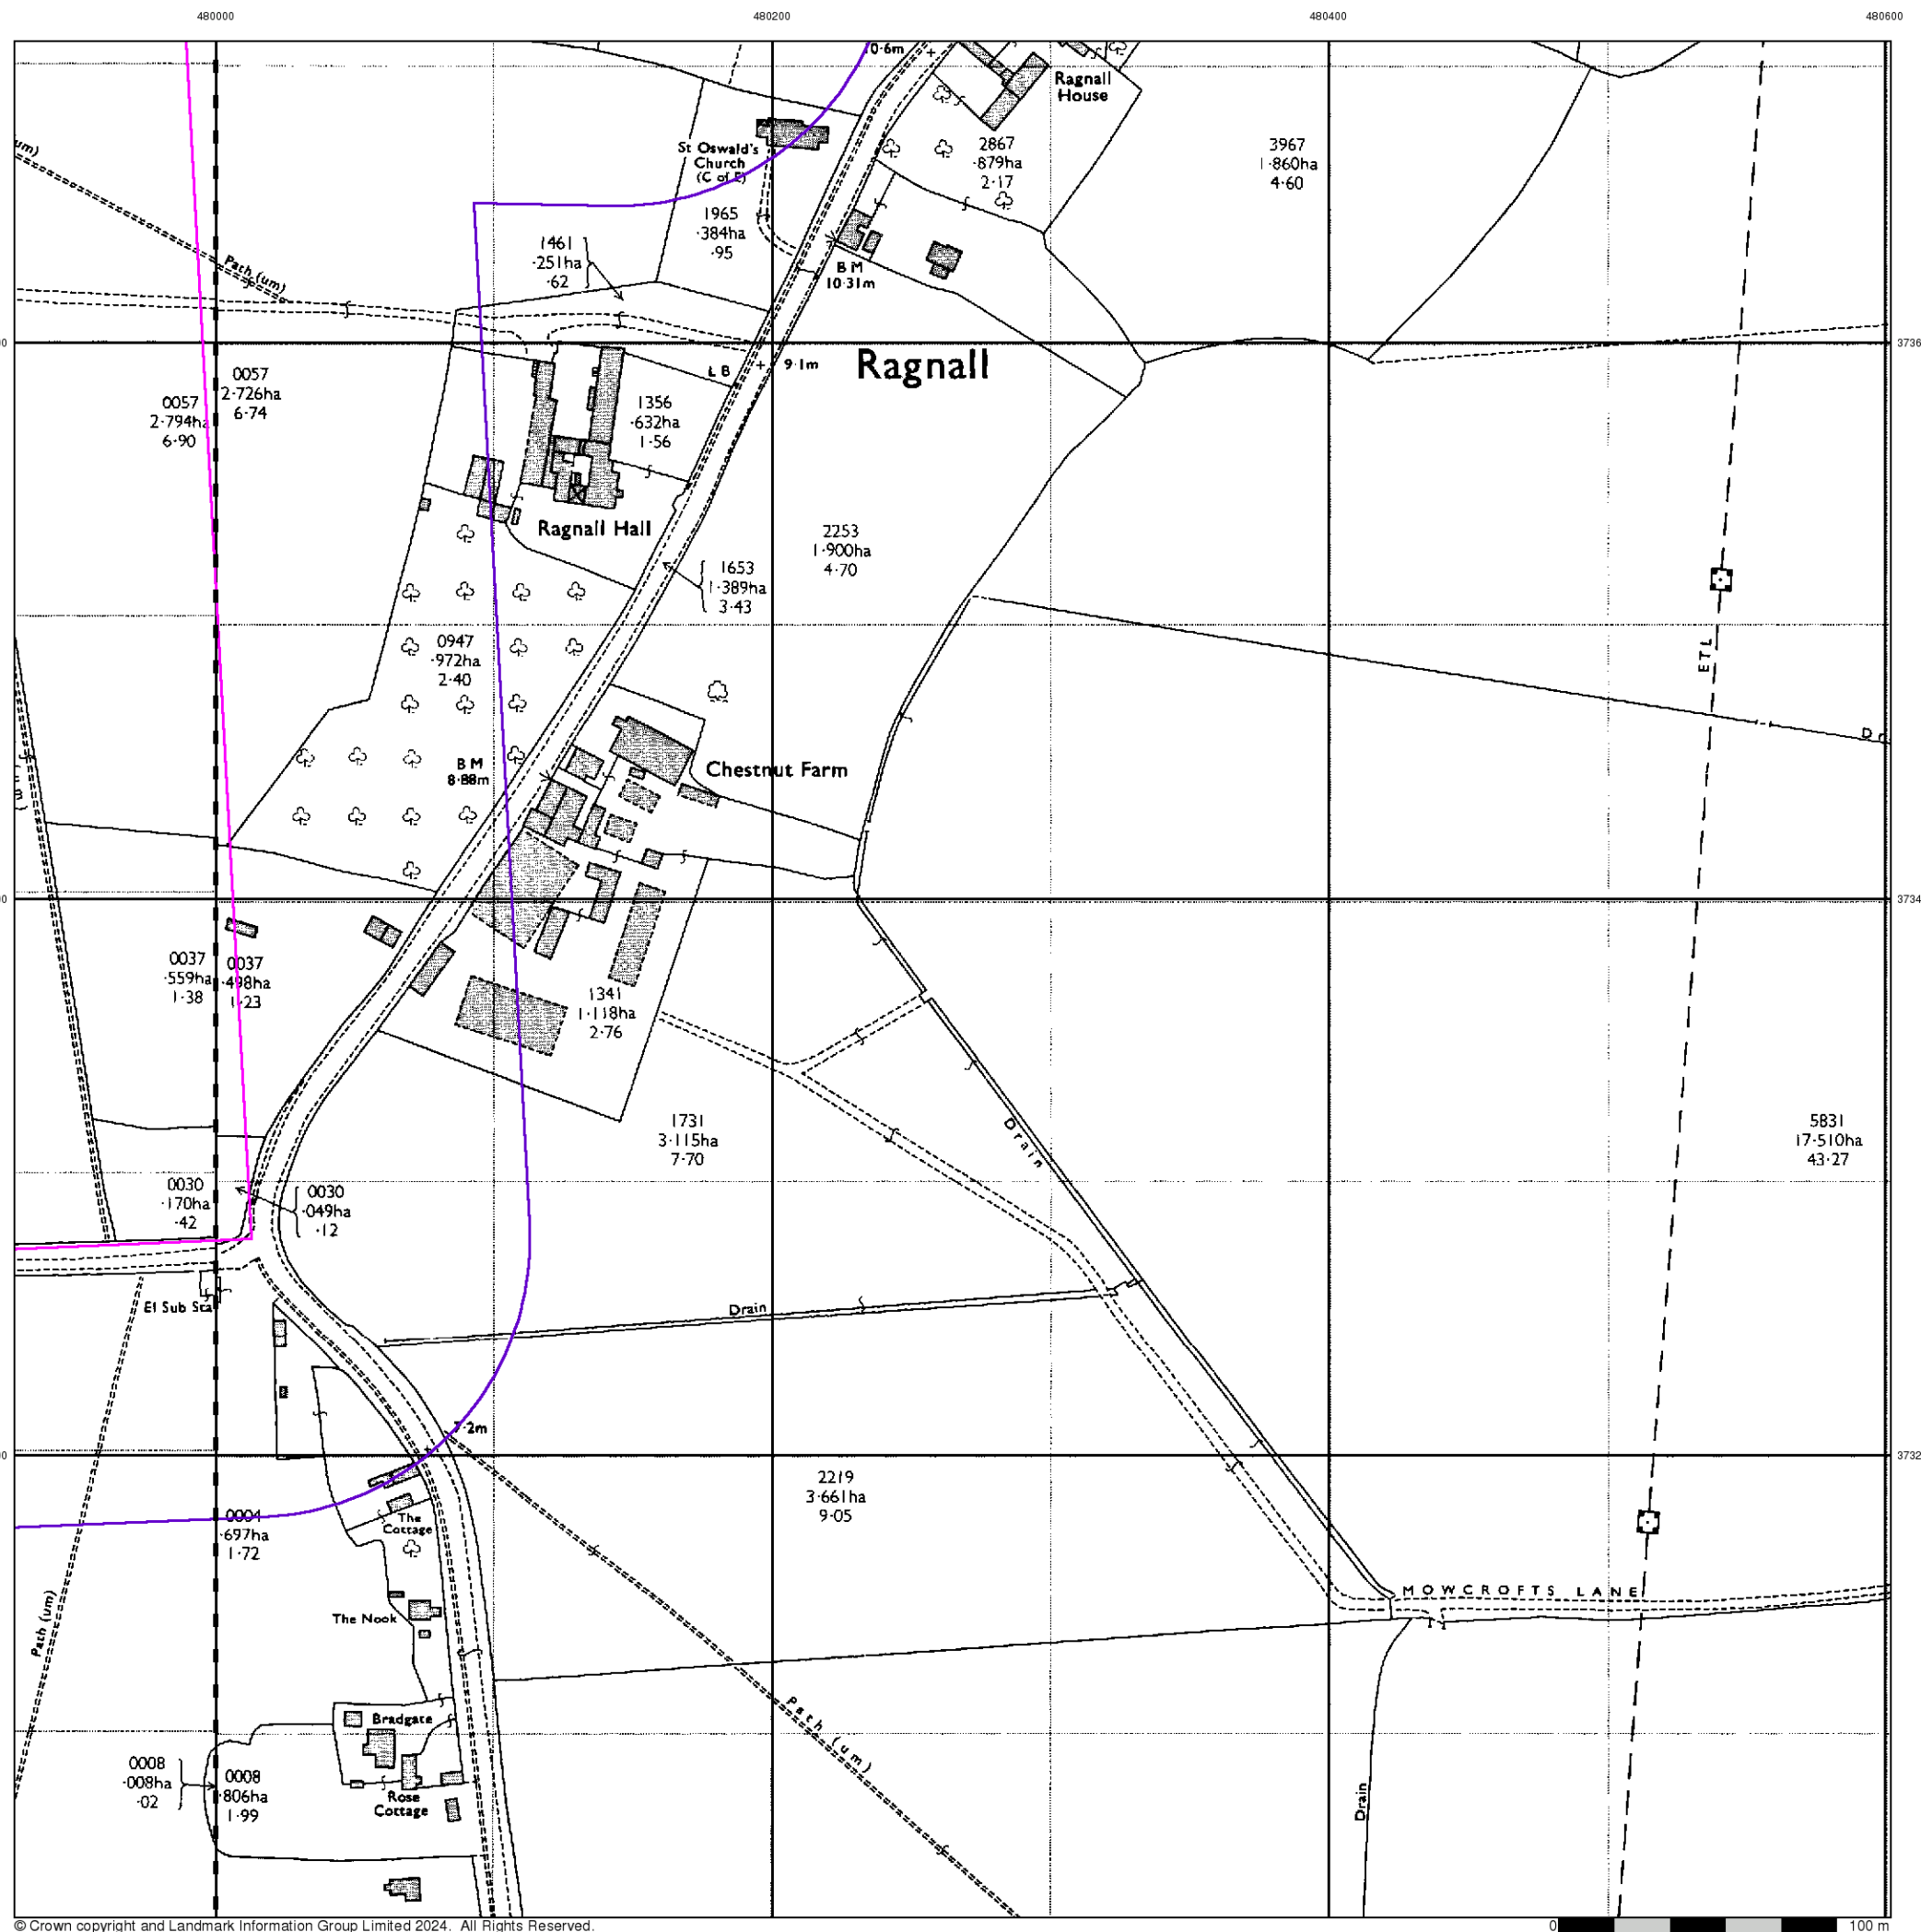 480000
480200
480400
480600
10·6m
Ragnall
House
2867
·879ha
2·17
3967
1·860ha
4·60
St Oswald's
Church
(C of E)
1965
·384ha
·95
1461
·251ha
·62
B M
10·31m
Path (um)
3736
9·1m
L B
Ragnall
0057
2·726ha
6·74
0057
2·794ha
6·90
1356
·632ha
1·56
Ragnall Hall
2253
1·900ha
4·70
1653
1·389ha
3·43
0947
·972ha
2·40
ETL
B M
8·88m
Chestnut Farm
3734
0037
·559ha
1·38
0037
·498ha
1·23
1341
1·118ha
2·76
1731
3·115ha
7·70
Drain
5831
17·510ha
43·27
0030
·170ha
·42
0030
·049ha
·12
El Sub Sta
Drain
7·2m
3732
2219
3·661ha
9·05
0004
·697ha
1·72
The
Cottage
MOWCROFTS LANE
The Nook
Path (um)
Path (um)
Bradgate
0008
·008ha
·02
0008
·806ha
1·99
Rose
Cottage
Drain
© Crown copyright and Landmark Information Group Limited 2024. All Rights Reserved.
0
100 m